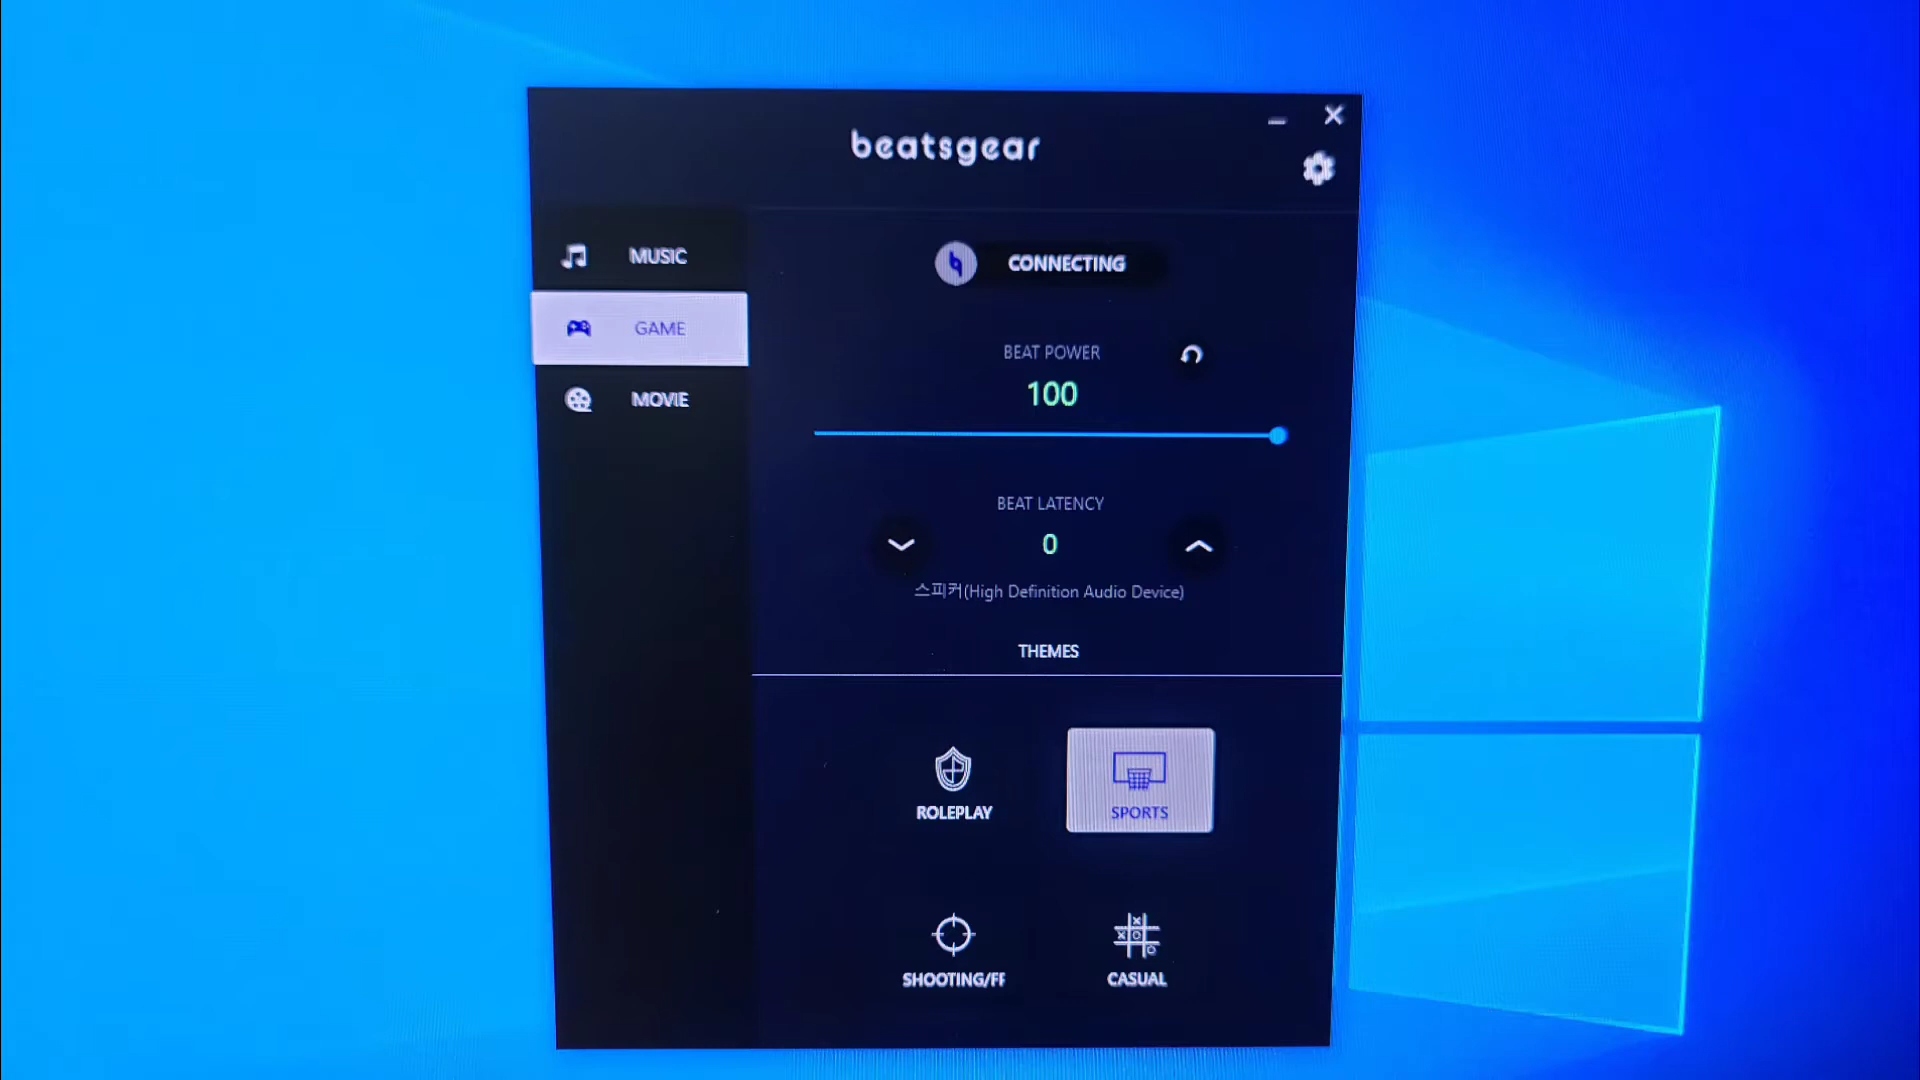 beatsgear
MUSIC
GAME
MOVIE
CONNECTING
BEAT POWER
100
BEAT LATENCY
0
스피커(High Definition Audio Device)
THEMES
ROLEPLAY
SPORTS
SHOOTING/FF
CASUAL